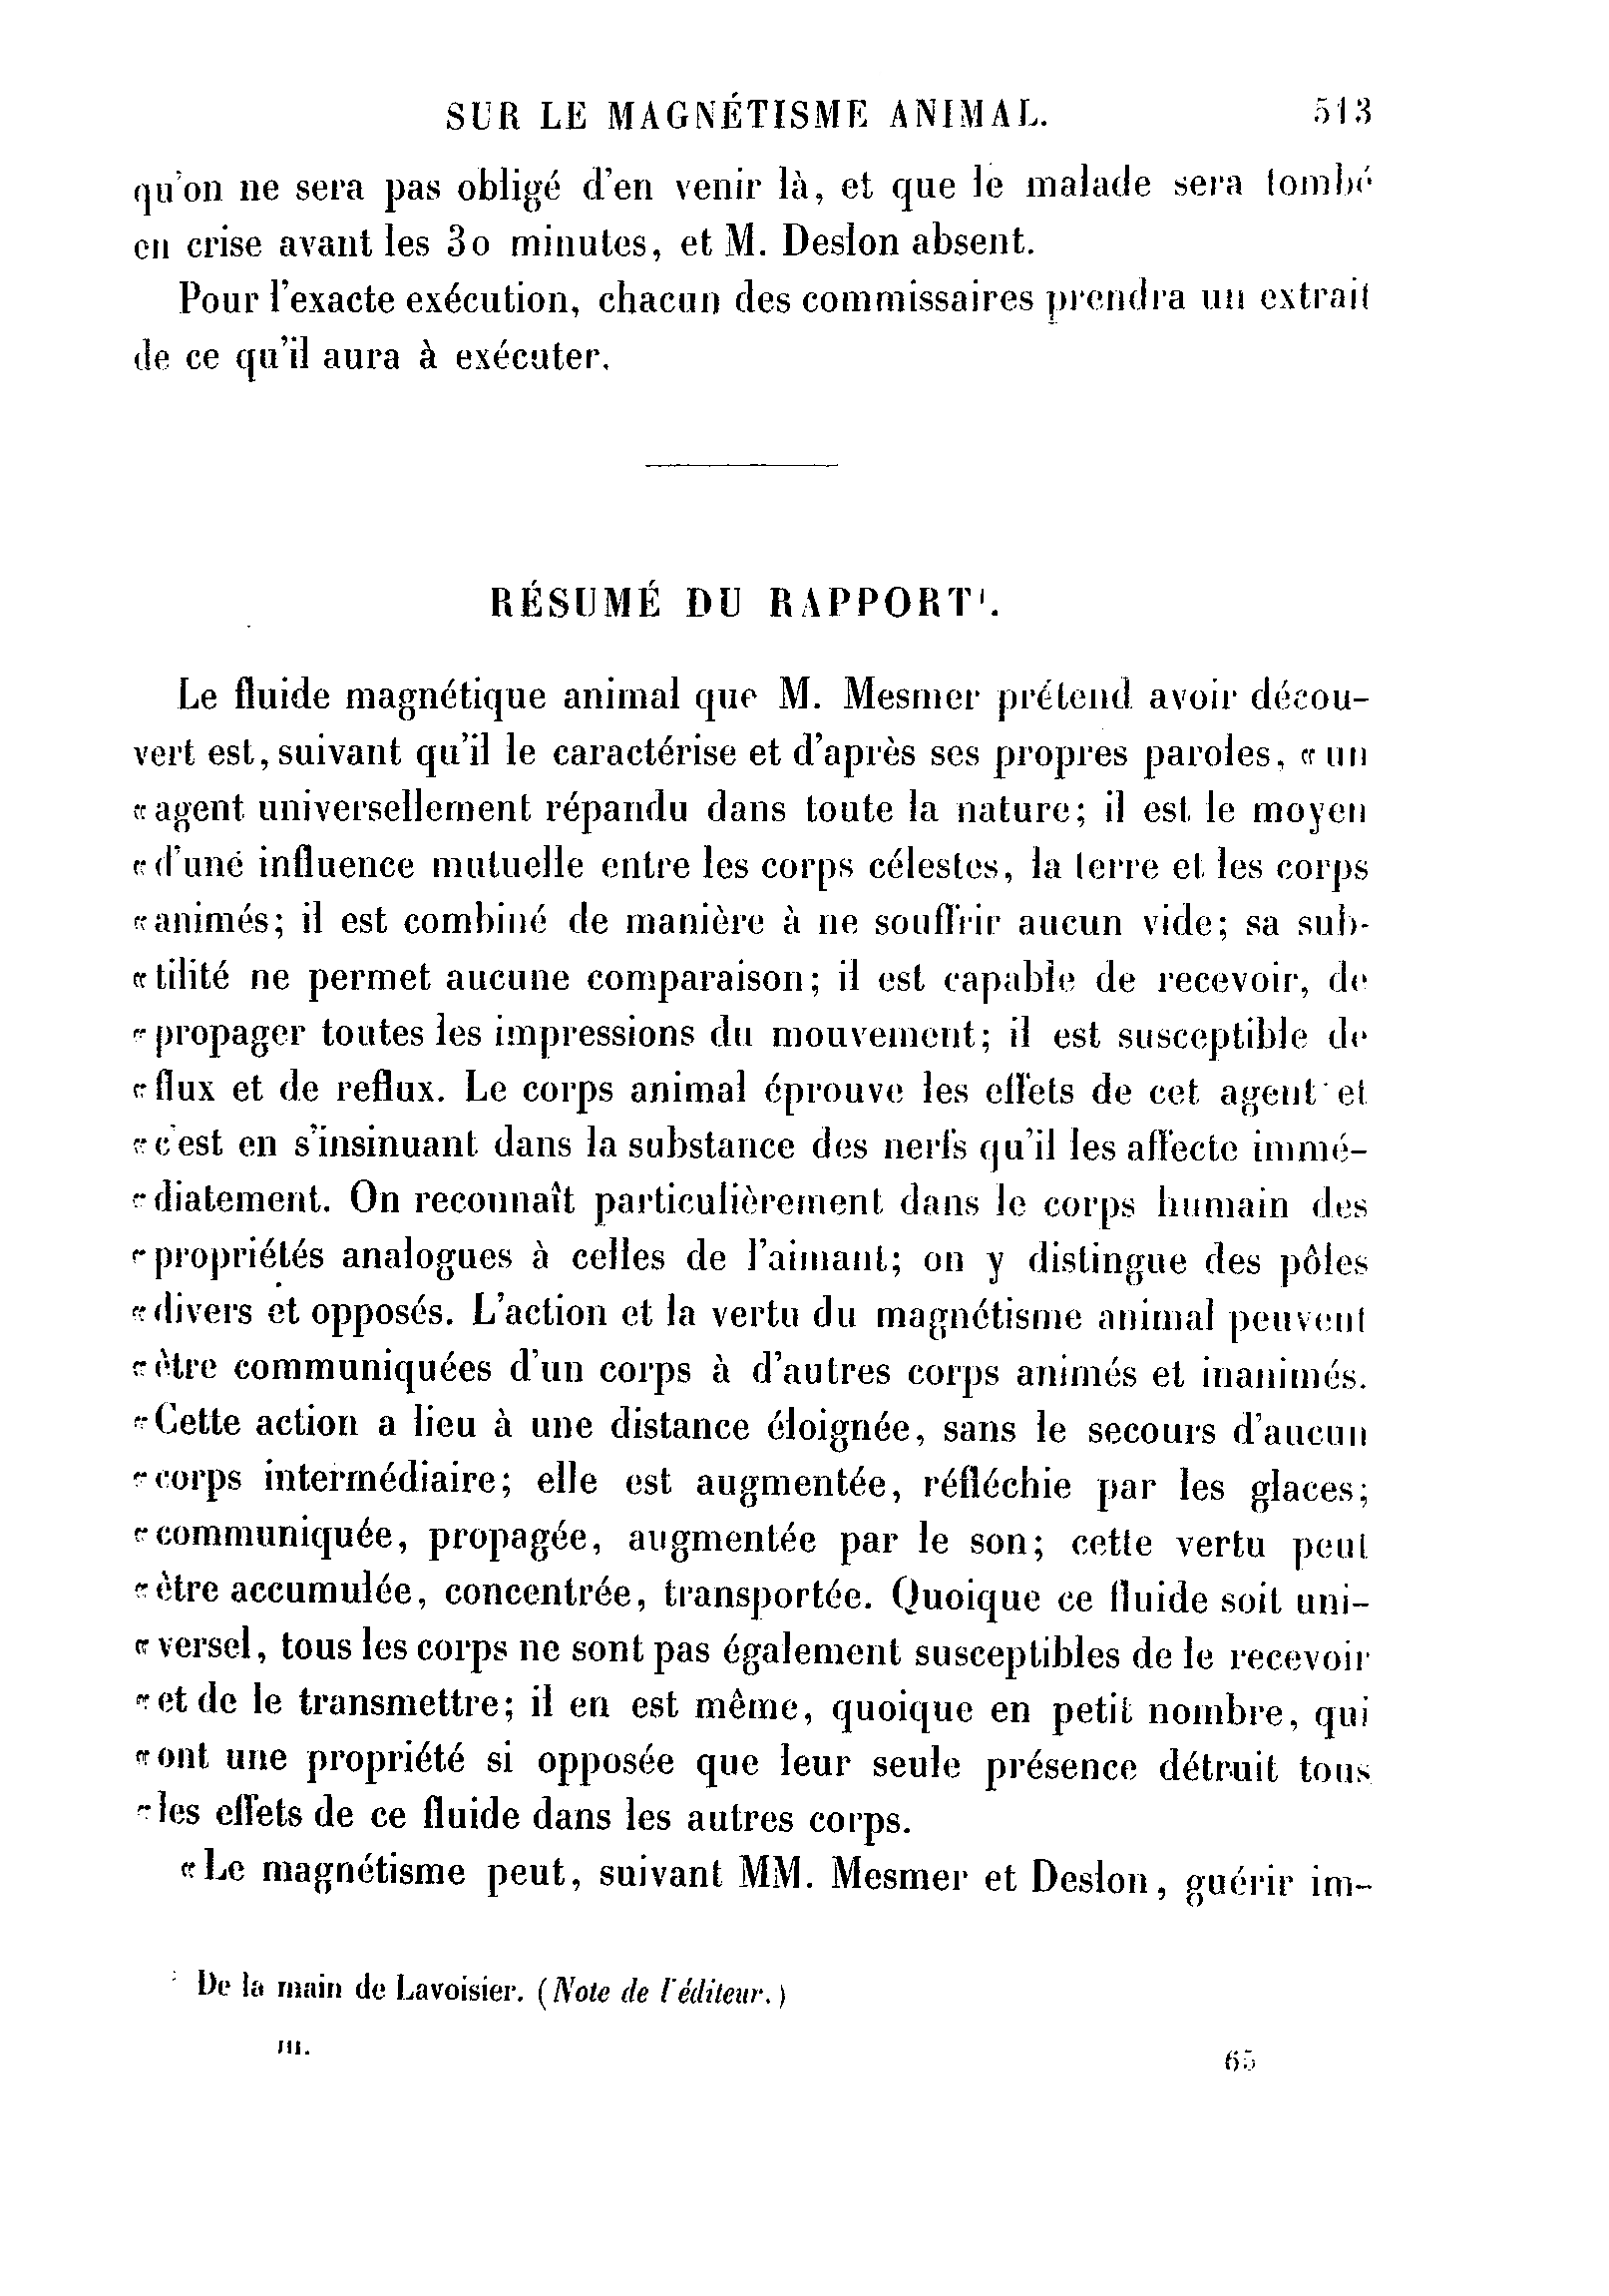 SUR LE MAGNÉTISME ANIMAL. 513
qu'on ne sera pas obligé d'en venir là, et que le malade sera tombé
en crise avant les 30 minutes, et M. Deslon absent.
Pour l'exacte exécution, chacun des commissaires prendra un extrait
de ce qu'il aura à exécuter.
RÉSUMÉ DU RAPPORT¹.
Le fluide magnétique animal que M. Mesmer prétend avoir décou-
vert est, suivant qu'il le caractérise et d'après ses propres paroles, « un
« agent universellement répandu dans toute la nature; il est le moyen
« d'une influence mutuelle entre les corps célestes, la terre et les corps
« animés; il est combiné de manière à ne souffrir aucun vide; sa sub-
« tilité ne permet aucune comparaison; il est capable de recevoir, de
« propager toutes les impressions du mouvement; il est susceptible de
« flux et de reflux. Le corps animal éprouve les effets de cet agent et
« c'est en s'insinuant dans la substance des nerfs qu'il les affecte immé-
« diatement. On reconnaît particulièrement dans le corps humain des
« propriétés analogues à celles de l'aimant; on y distingue des pôles
« divers et opposés. L'action et la vertu du magnétisme animal peuvent
« être communiquées d'un corps à d'autres corps animés et inanimés.
« Cette action a lieu à une distance éloignée, sans le secours d'aucun
« corps intermédiaire; elle est augmentée, réfléchie par les glaces;
« communiquée, propagée, augmentée par le son; cette vertu peut
« être accumulée, concentrée, transportée. Quoique ce fluide soit uni-
« versel, tous les corps ne sont pas également susceptibles de le recevoir
« et de le transmettre; il en est même, quoique en petit nombre, qui
« ont une propriété si opposée que leur seule présence détruit tous
« les effets de ce fluide dans les autres corps.
« Le magnétisme peut, suivant MM. Mesmer et Deslon, guérir im-
¹ De la main de Lavoisier. (Note de l'éditeur.)
III. 65